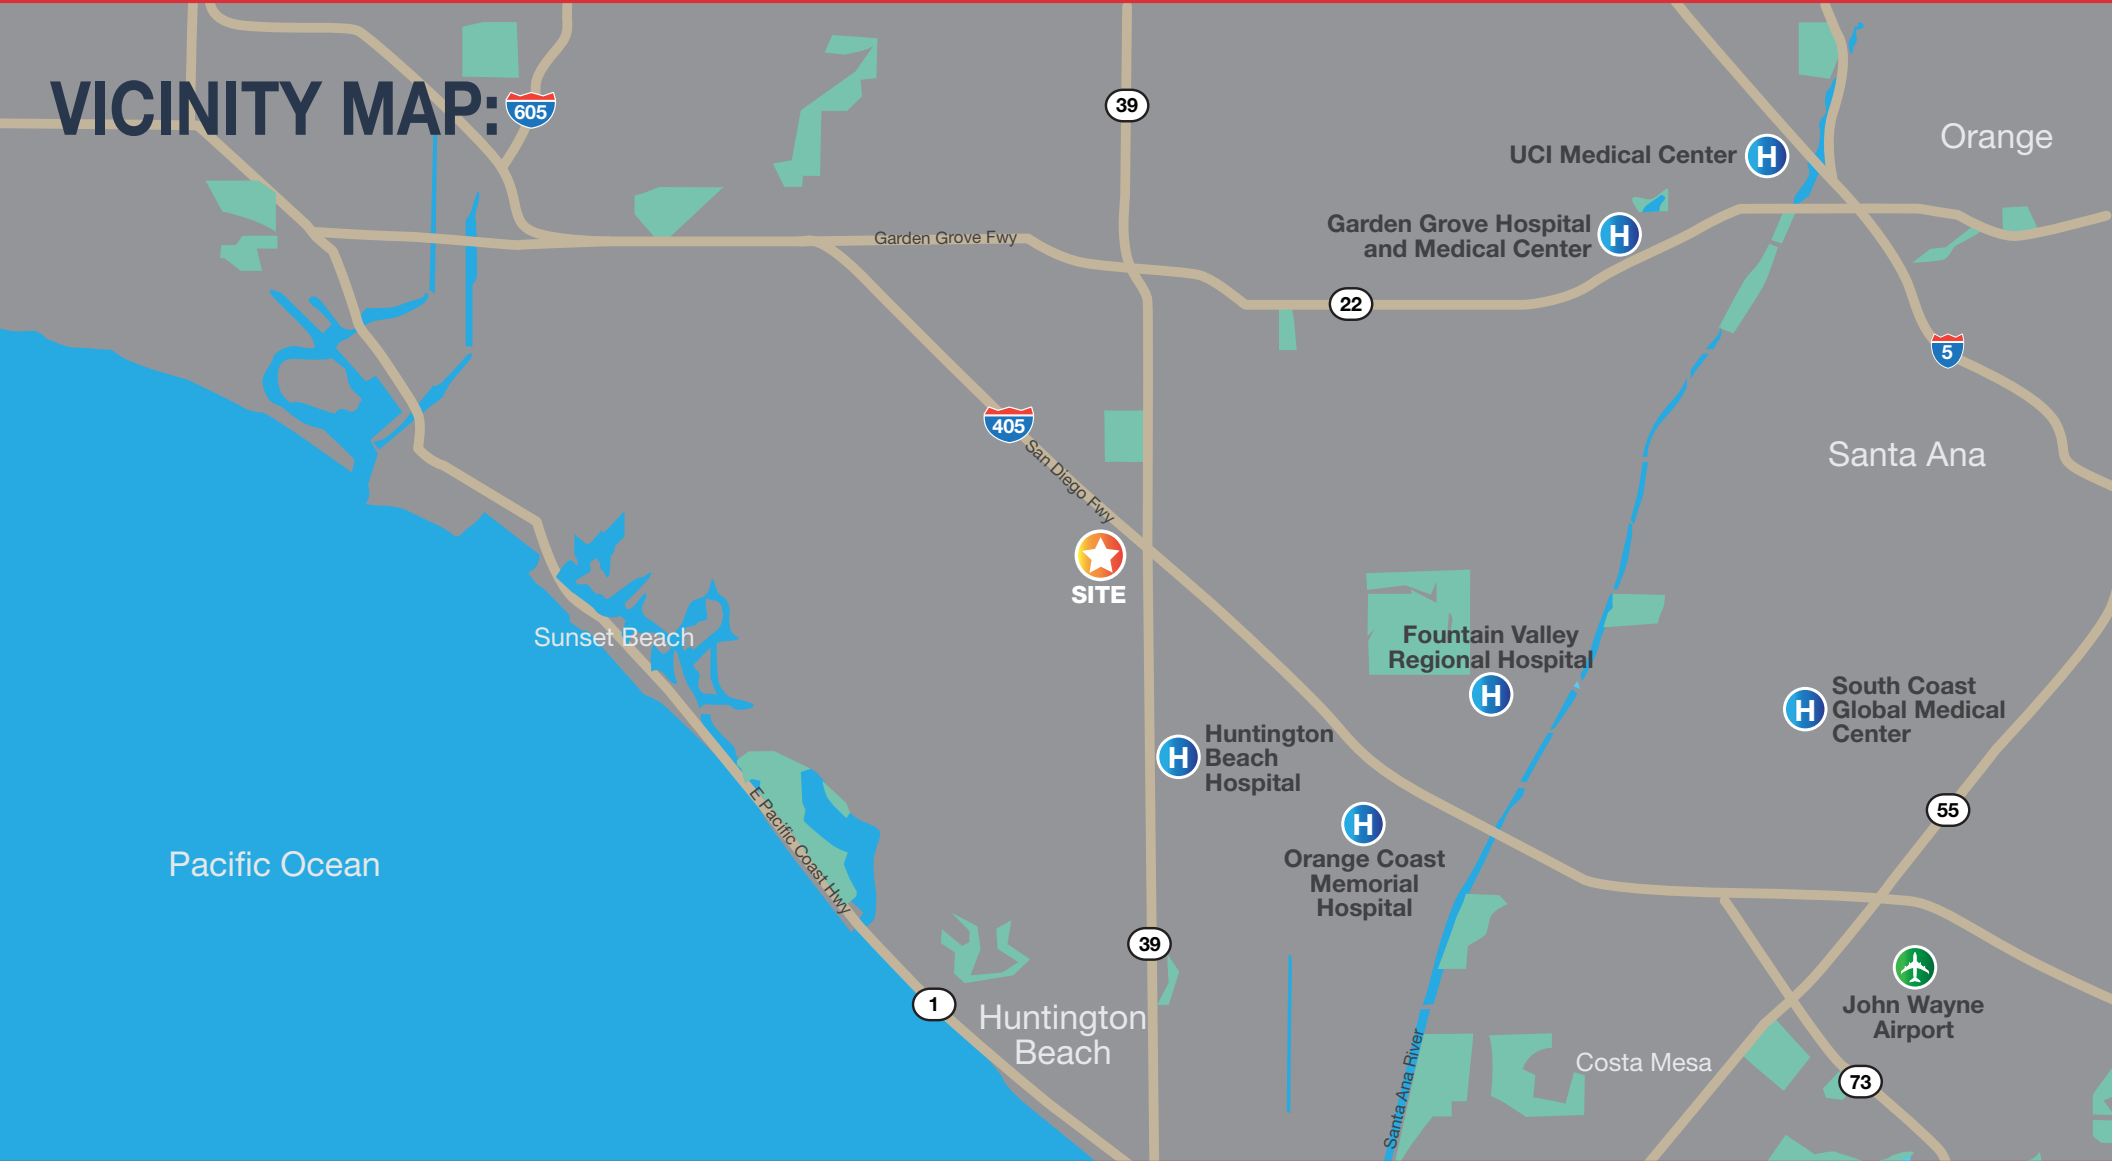 VICINITY MAP:
605
39
UCI Medical Center
H
Orange
Garden Grove Hospital
and Medical Center
H
Garden Grove Fwy
22
5
405
San Diego Fwy
Santa Ana
SITE
Sunset Beach
Fountain Valley
Regional Hospital
H
H
South Coast
Global Medical
Center
H
Huntington
Beach
Hospital
H
Orange Coast
Memorial
Hospital
55
E Pacific Coast Hwy
Pacific Ocean
39
1
Huntington
Beach
John Wayne
Airport
Santa Ana River
Costa Mesa
73